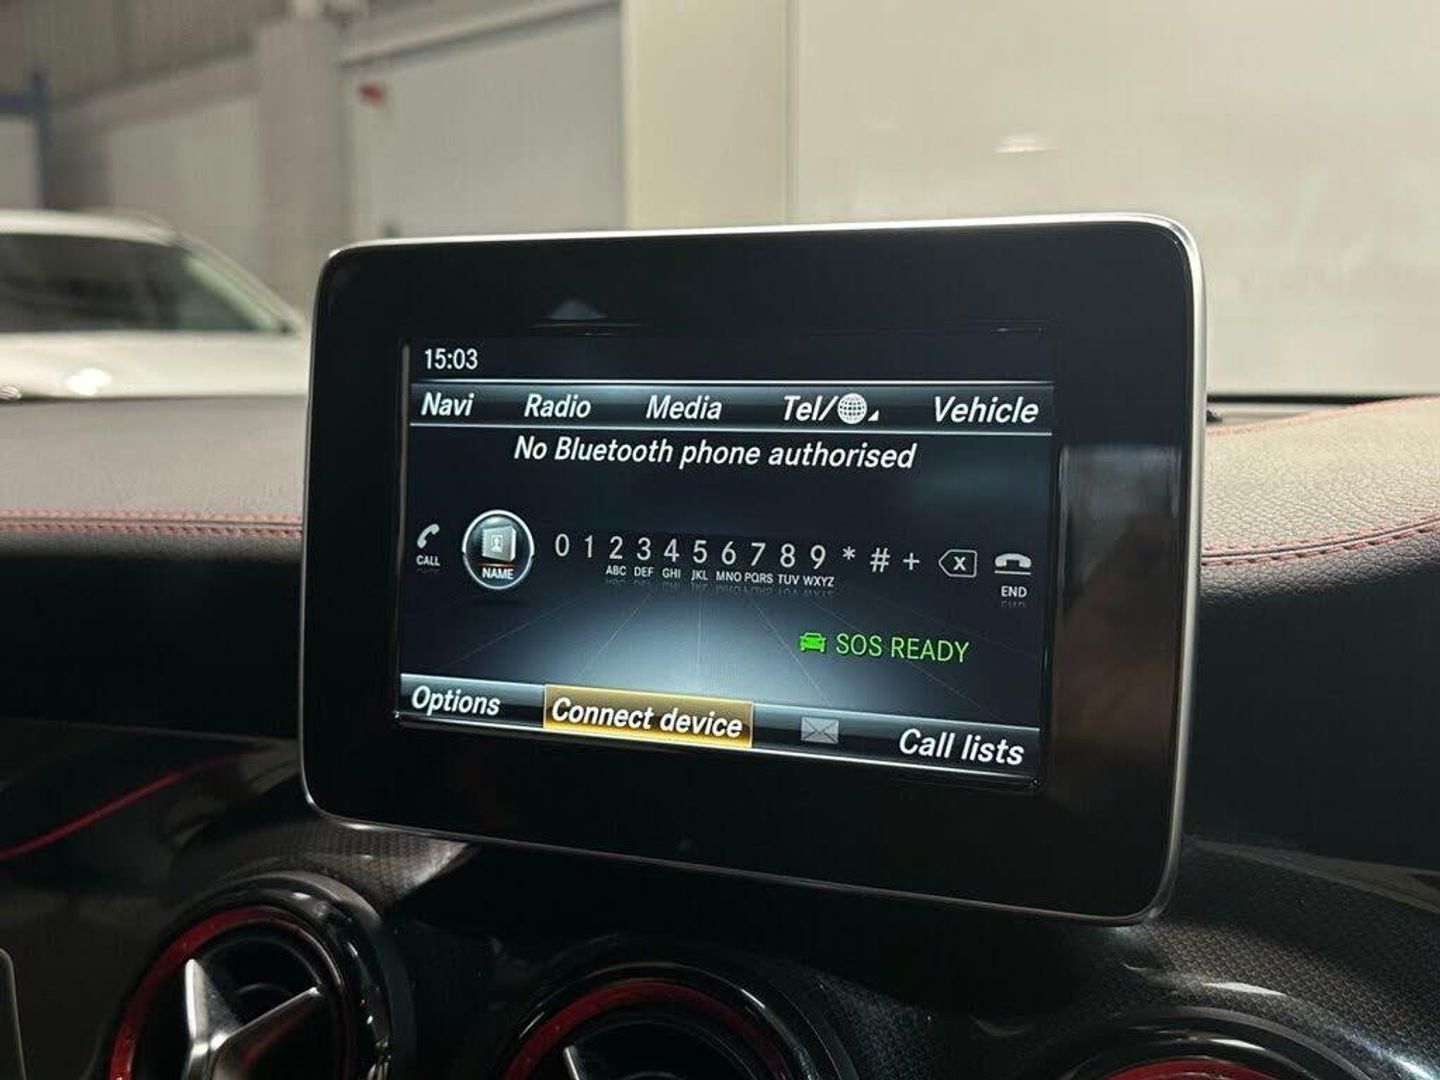 15:03
Navi Radio Media Tel/ Vehicle
No Bluetooth phone authorised
CALL NAME 0 1 2 3 4 5 6 7 8 9 * # + x END
ABC DEF GHI JKL MNO PQRS TUV WXYZ
SOS READY
Options Connect device Call lists